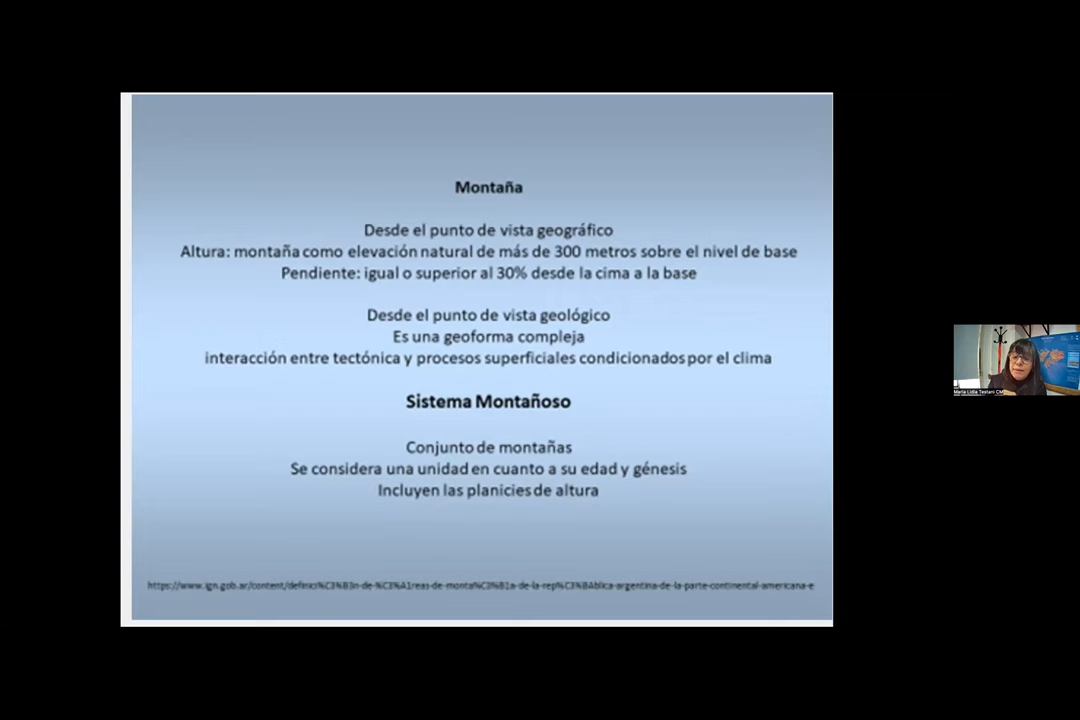 Montaña
Desde el punto de vista geográfico
Altura: montaña como elevación natural de más de 300 metros sobre el nivel de base
Pendiente: igual o superior al 30% desde la cima a la base
Desde el punto de vista geológico
Es una geoforma compleja
interacción entre tectónica y procesos superficiales condicionados por el clima
Sistema Montañoso
Conjunto de montañas
Se considera una unidad en cuanto a su edad y génesis
Incluyen las planicies de altura
https://www.ign.gob.ar/content/definici%C3%B3n-de-%C3%A1reas-de-monta%C3%B1a-de-la-rep%C3%BAblica-argentina-de-la-parte-continental-americana-e
Maria Lidia Testani CM